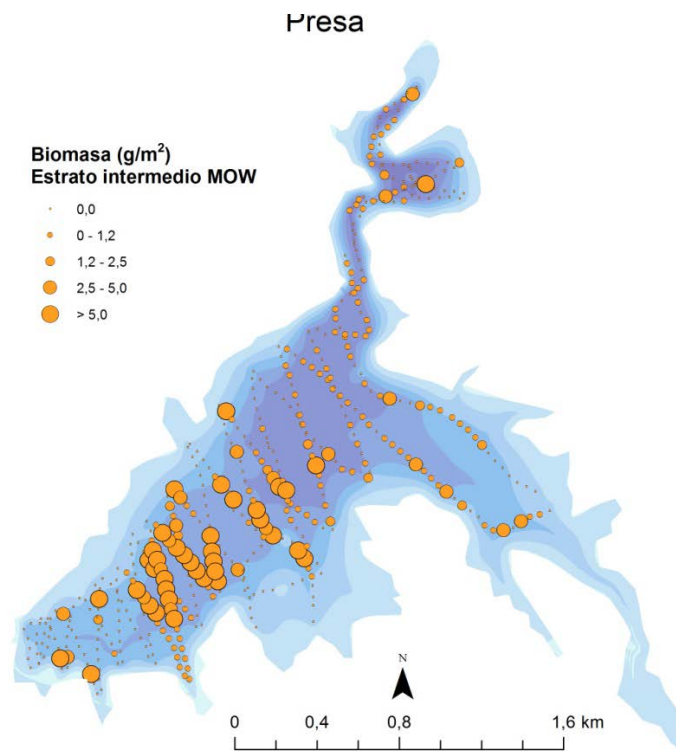 Presa
Biomasa (g/m²)
Estrato intermedio MOW
0,0
0 - 1,2
1,2 - 2,5
2,5 - 5,0
> 5,0
N
0 0,4 0,8 1,6 km